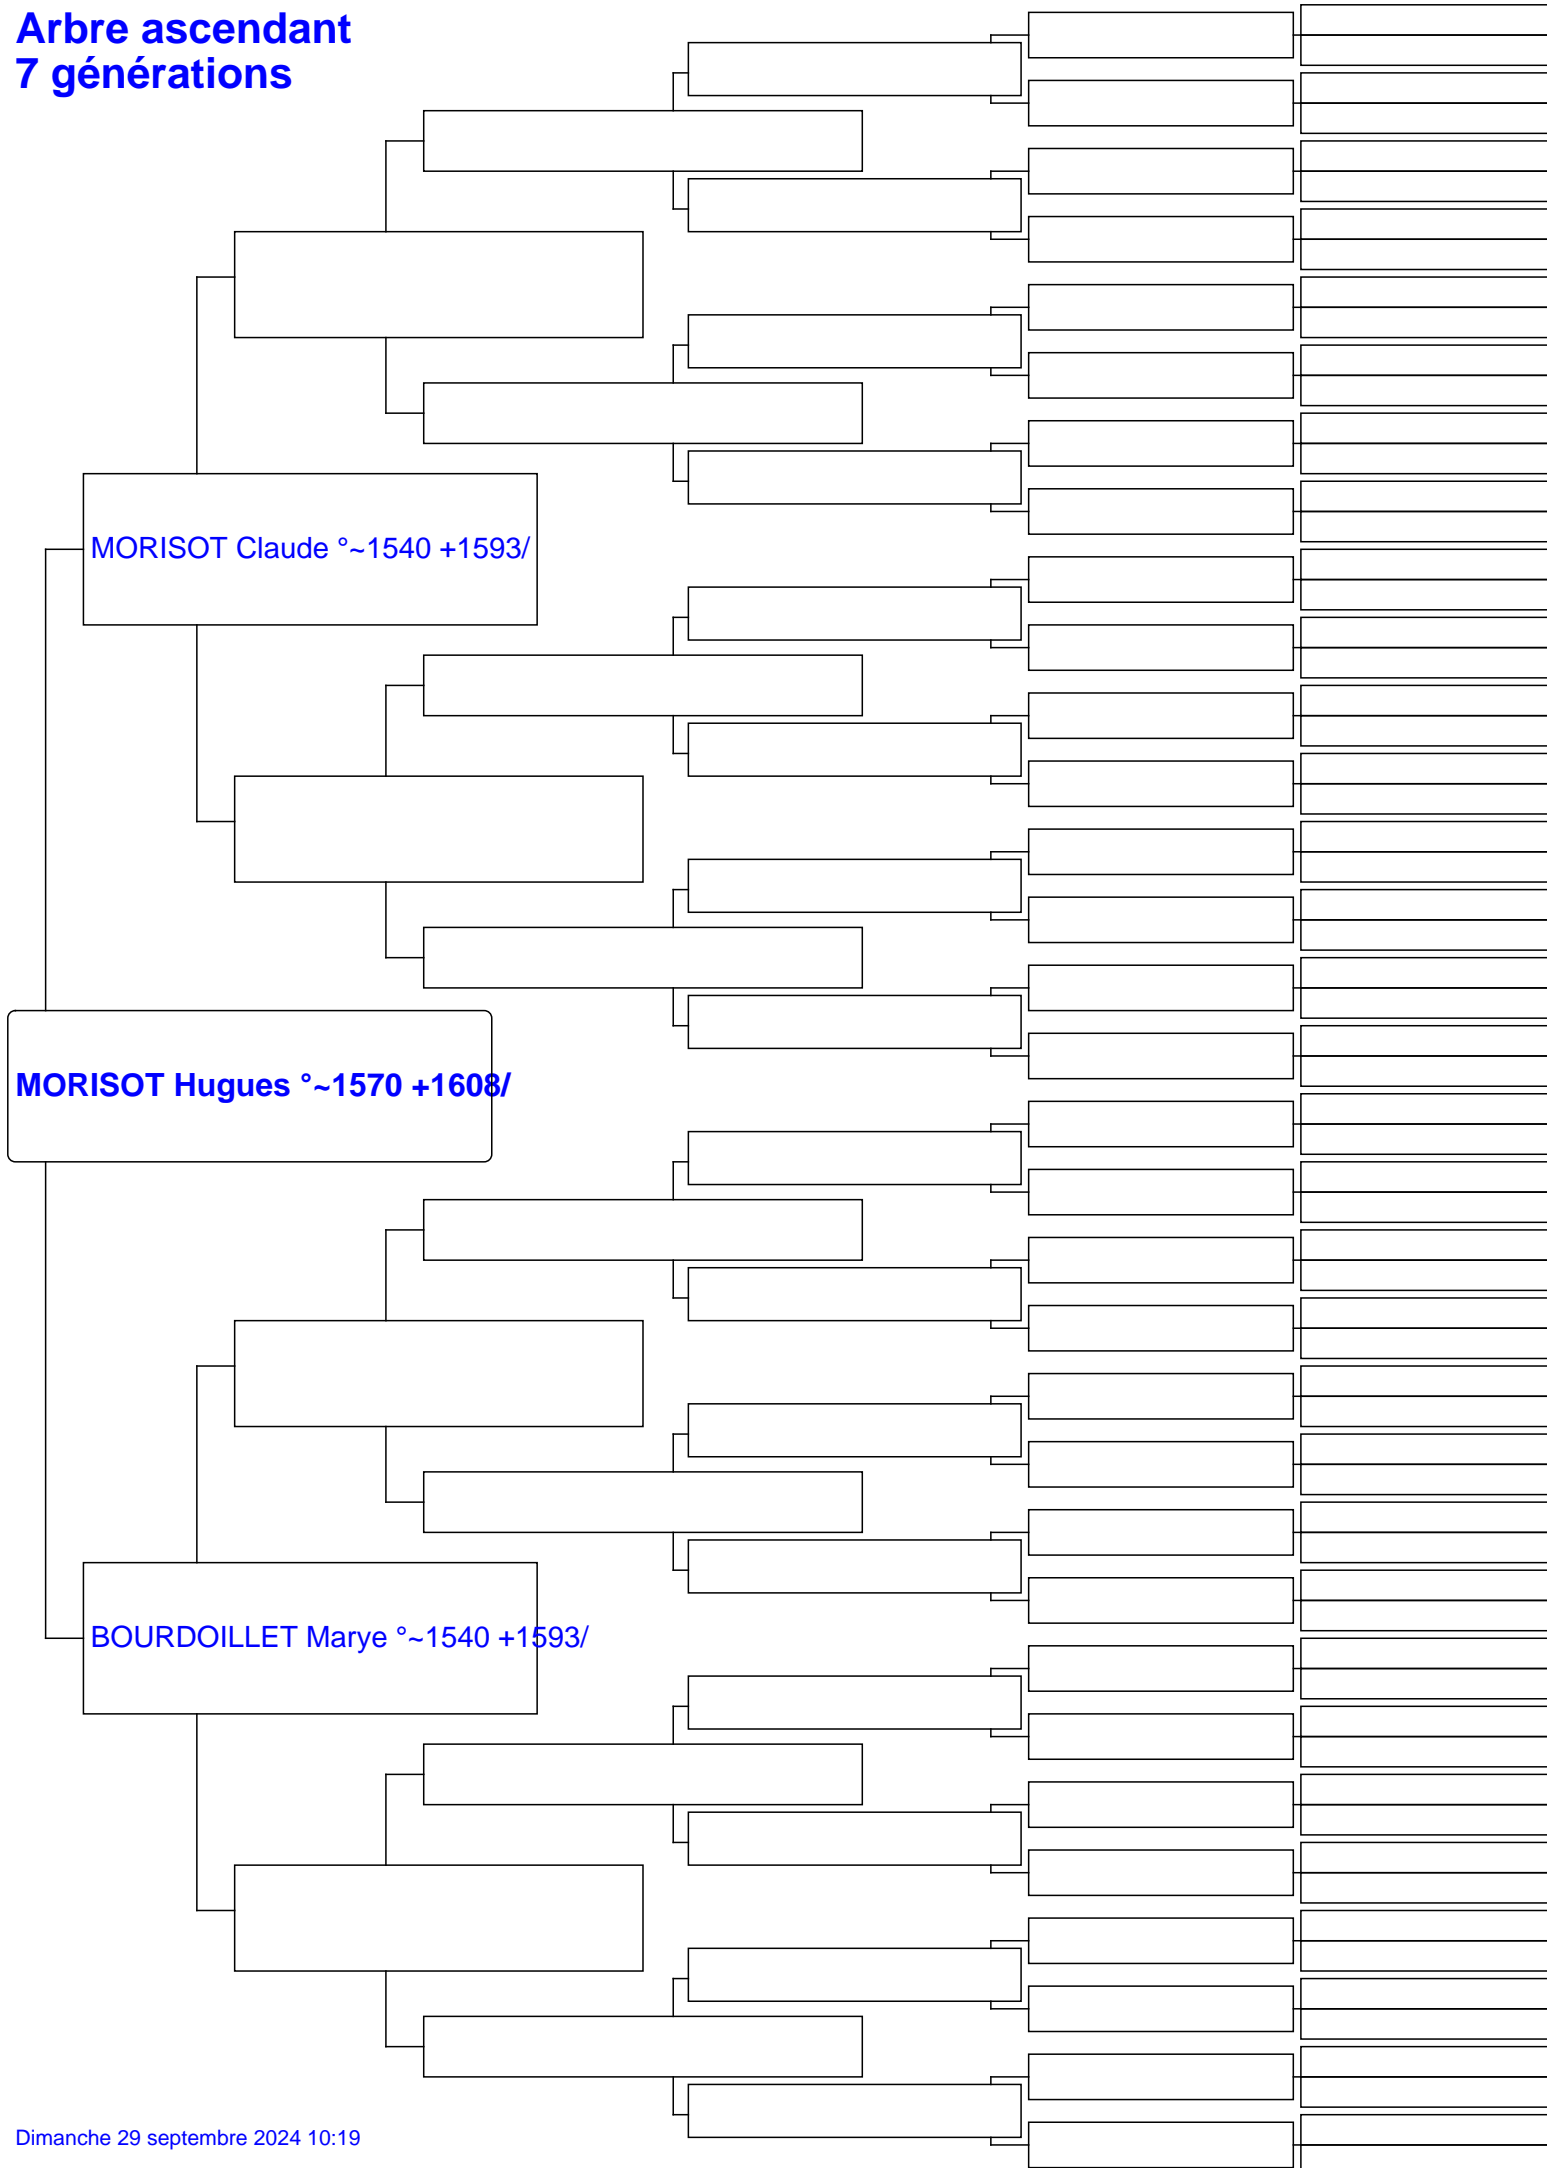 Arbre ascendant
7 générations
MORISOT Claude °~1540 +1593/
MORISOT Hugues °~1570 +1608/
BOURDOILLET Marye °~1540 +1593/
Dimanche 29 septembre 2024 10:19